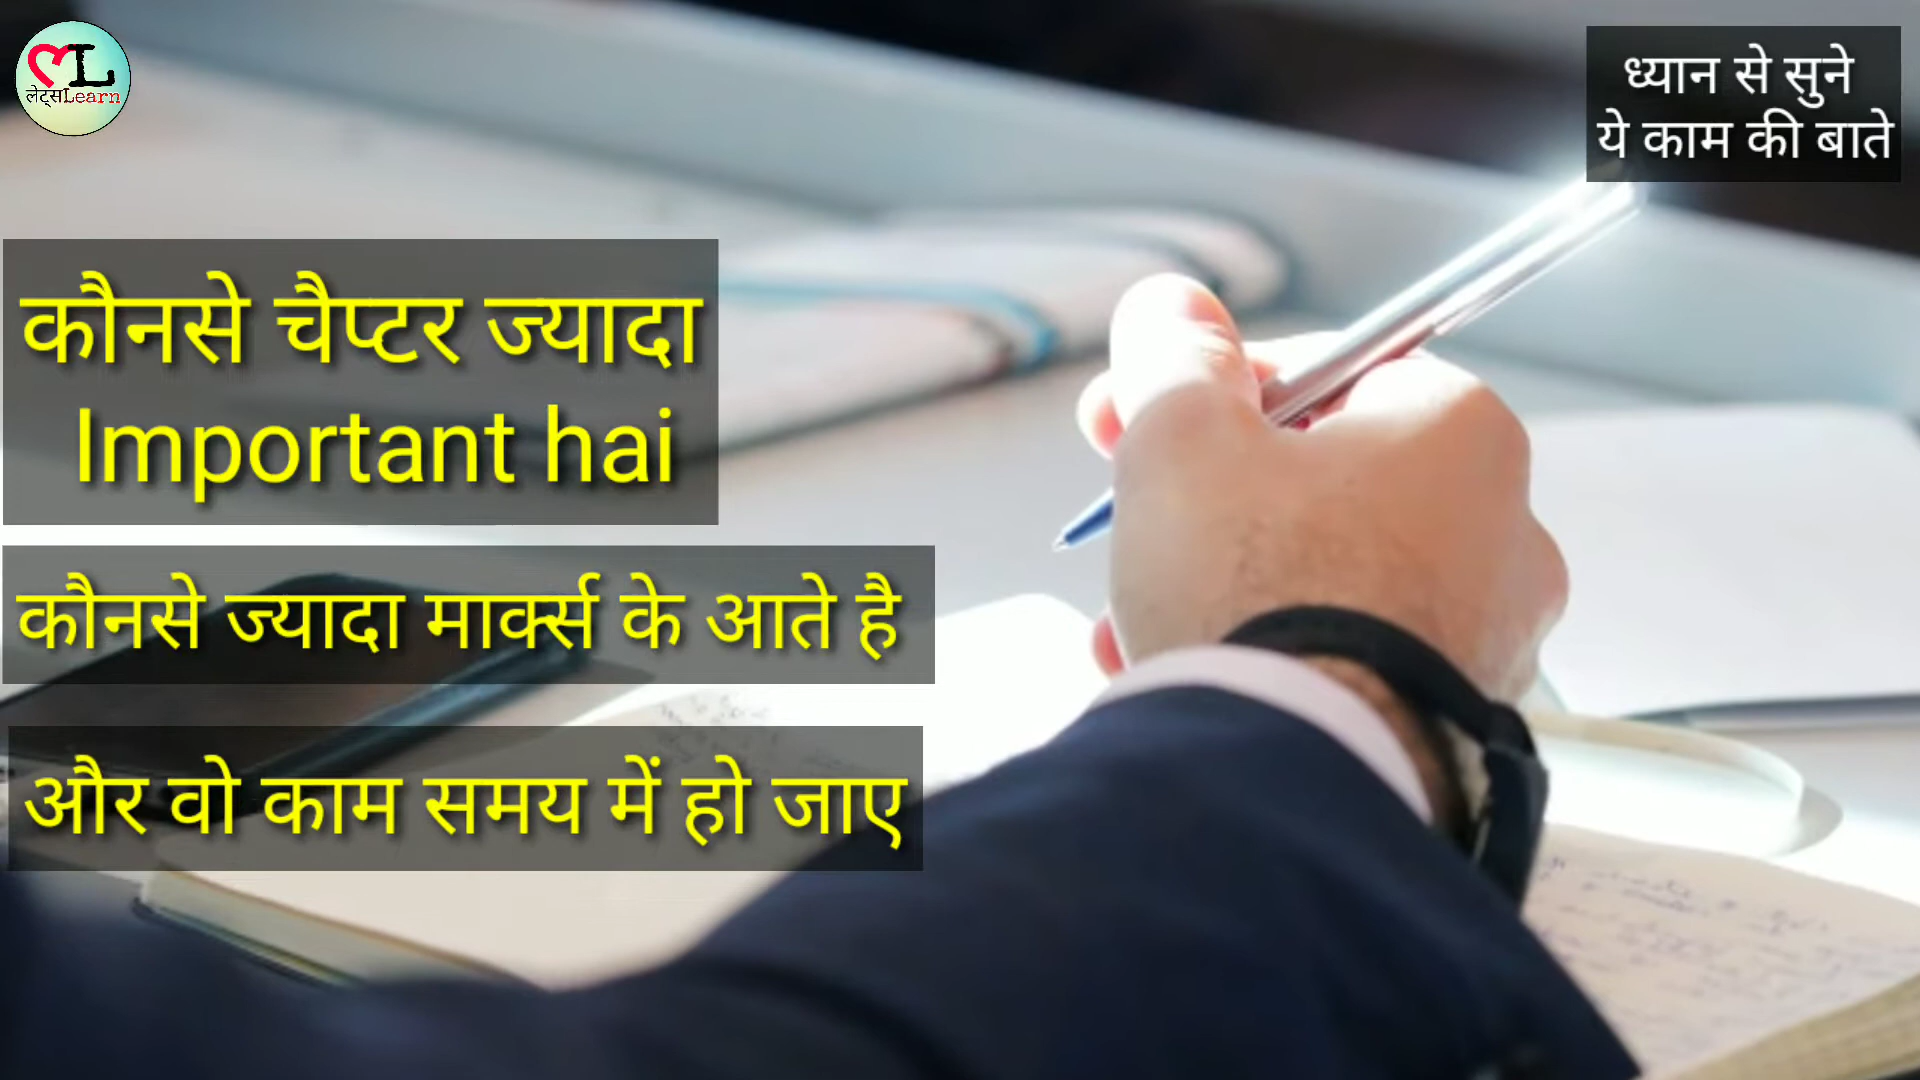 लेट्सLearn
ध्यान से सुने
ये काम की बाते
कौनसे चैप्टर ज्यादा
Important hai
कौनसे ज्यादा मार्क्स के आते है
और वो काम समय में हो जाए